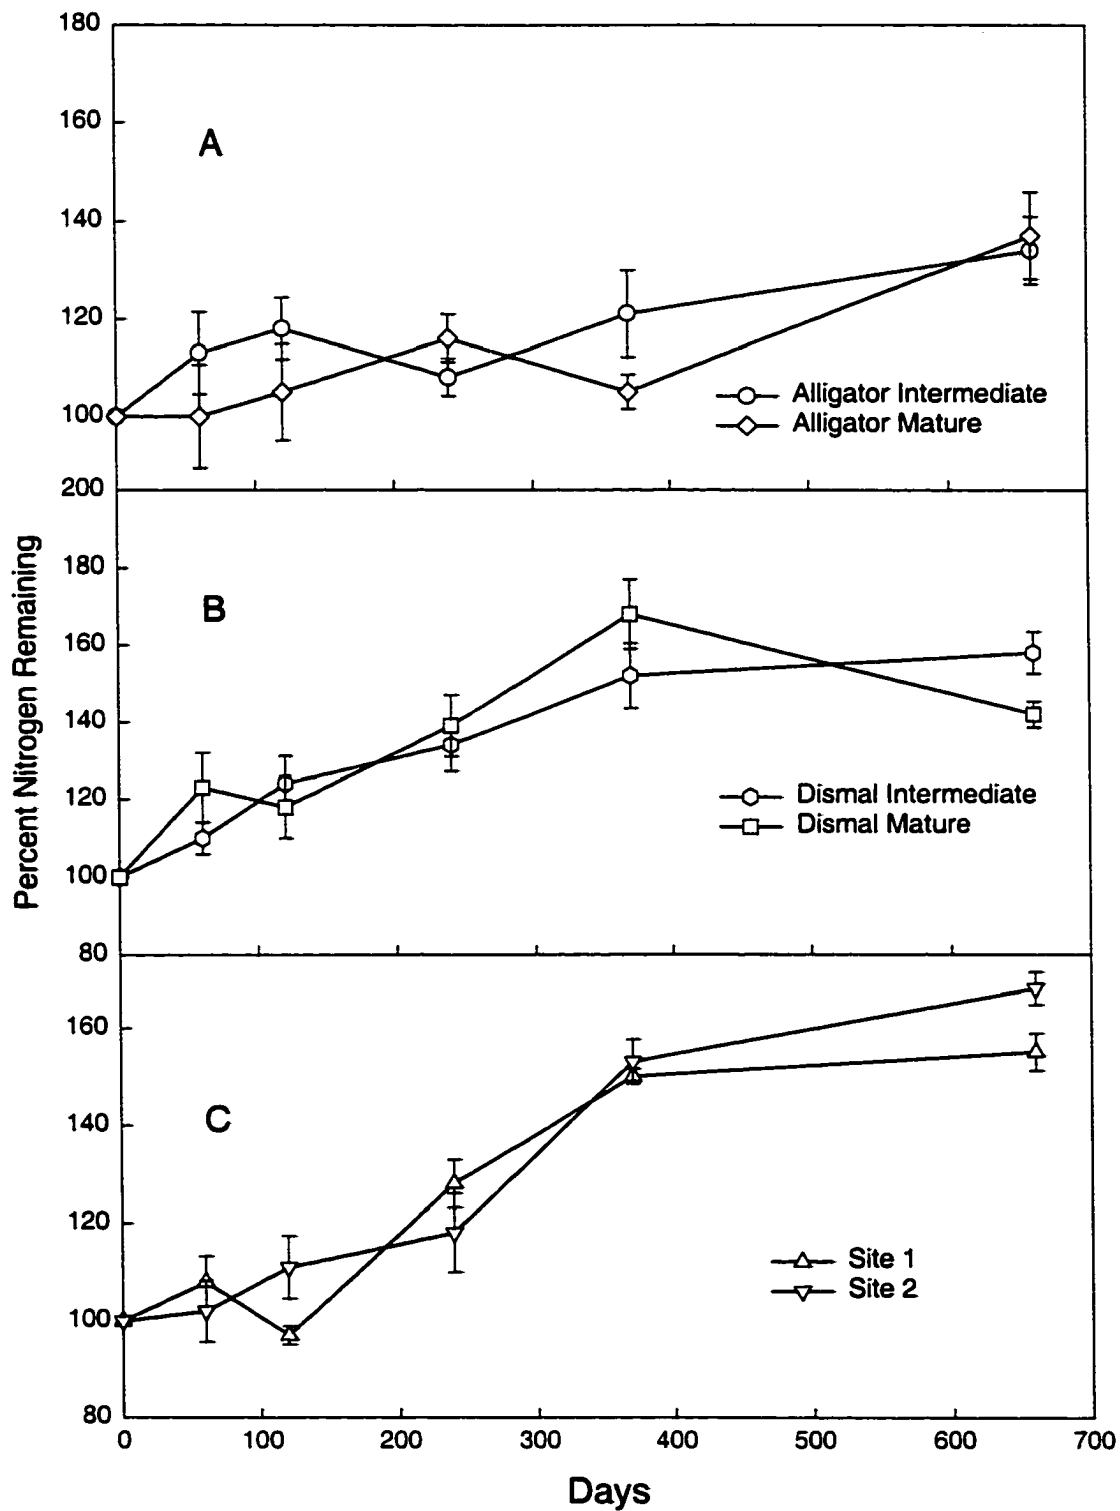 180
160
A
140
120
100
Alligator Intermediate
Alligator Mature
200
180
B
160
140
120
Dismal Intermediate
Dismal Mature
100
80
160
C
140
120
Site 1
Site 2
100
80
0 100 200 300 400 500 600 700
Days
Percent Nitrogen Remaining